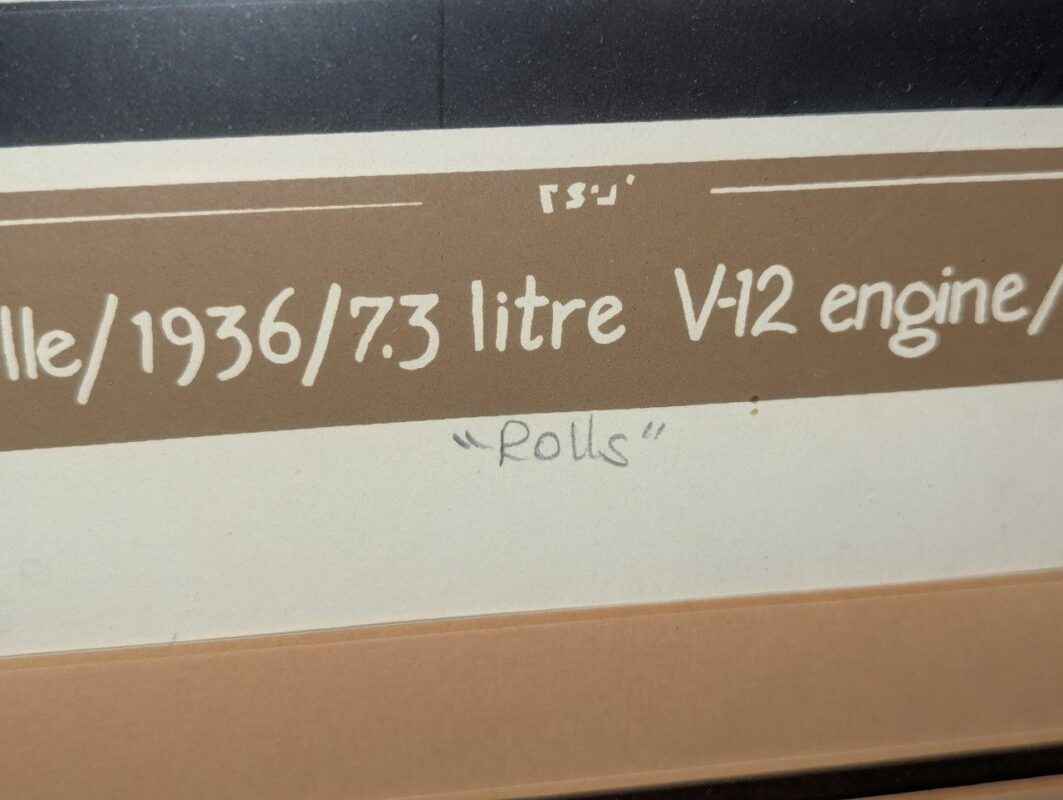 lle/1936/7.3 litre V-12 engine/
"Rolls"